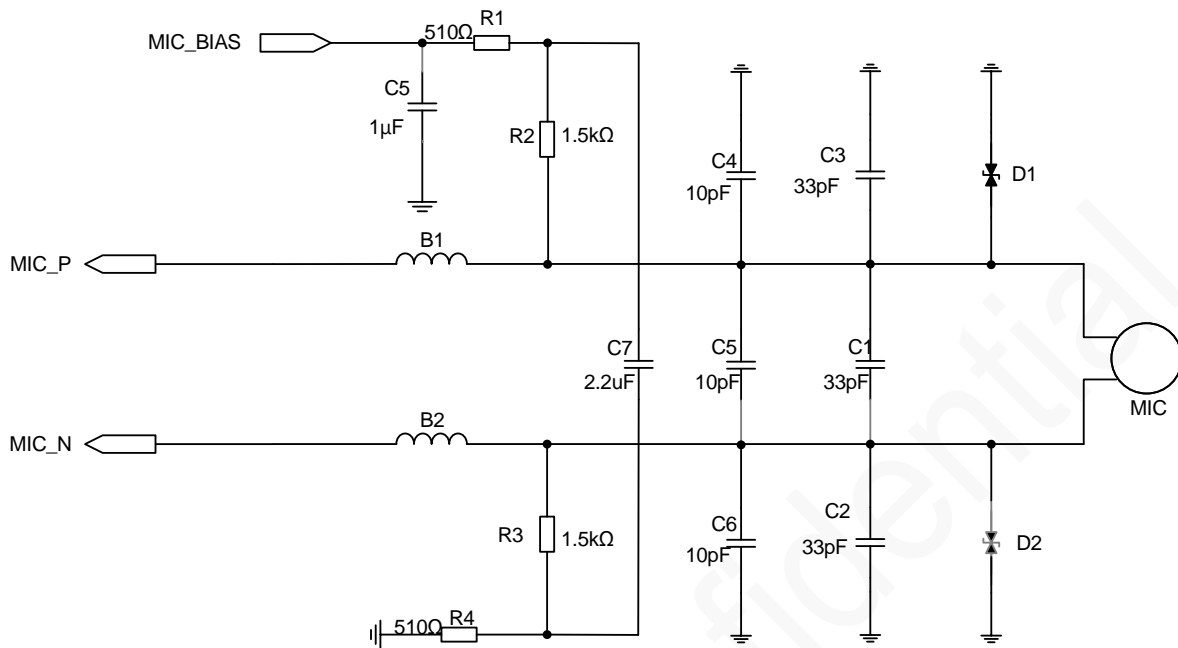 R1
510Ω
MIC_BIAS
C5
1µF
R2
1.5kΩ
C4
10pF
C3
33pF
D1
B1
MIC_P
C7
2.2uF
C5
10pF
C1
33pF
MIC
B2
MIC_N
R3
1.5kΩ
C6
10pF
C2
33pF
D2
510Ω
R4
fidential